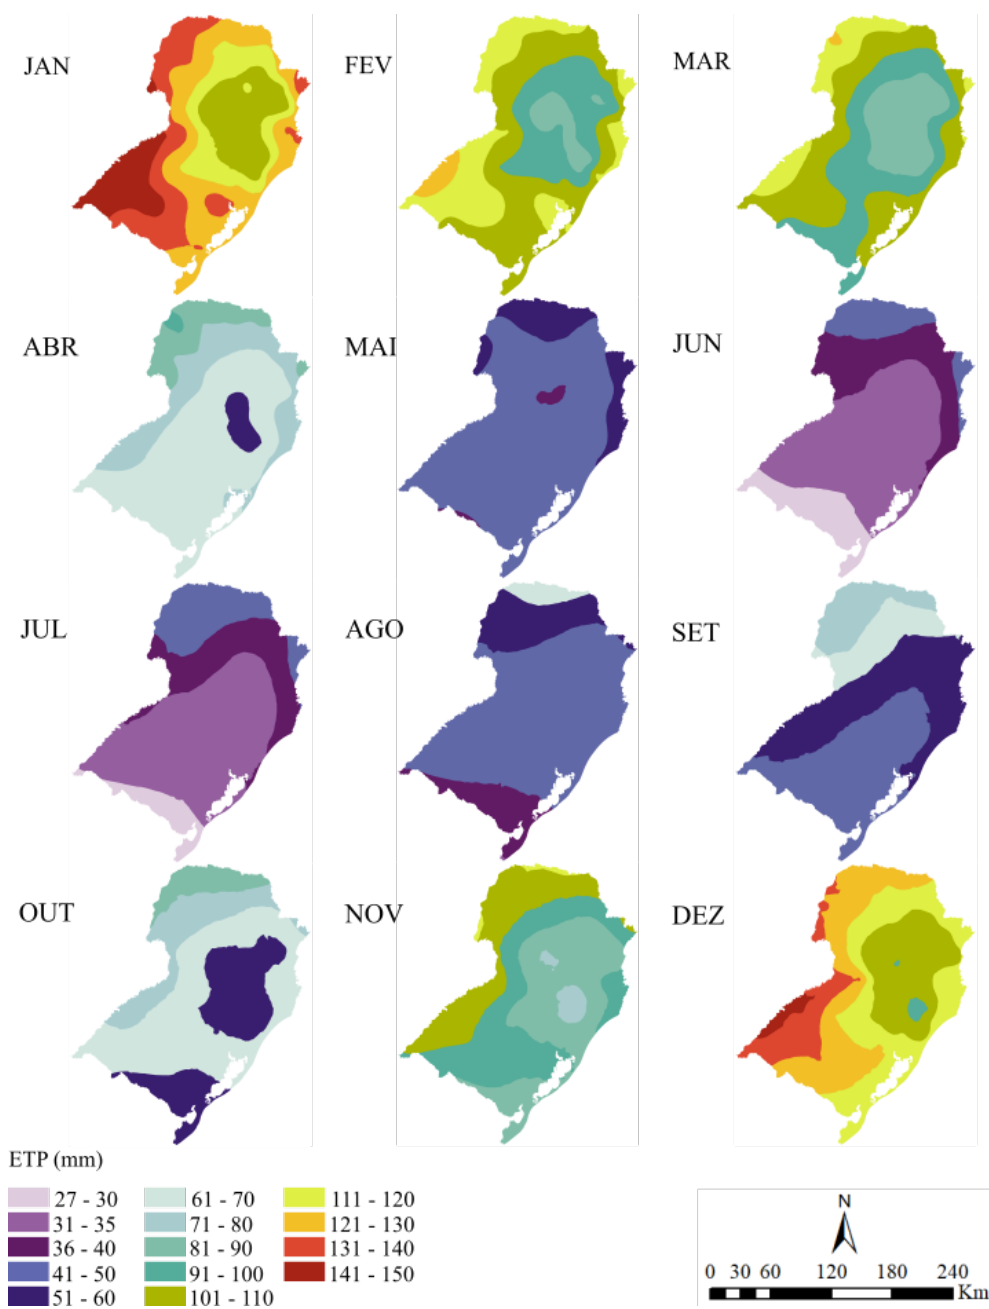 JAN
FEV
MAR
ABR
MAI
JUN
JUL
AGO
SET
OUT
NOV
DEZ
ETP (mm)
27 - 30
31 - 35
36 - 40
41 - 50
51 - 60
61 - 70
71 - 80
81 - 90
91 - 100
101 - 110
111 - 120
121 - 130
131 - 140
141 - 150
N
0 30 60 120 180 240
Km